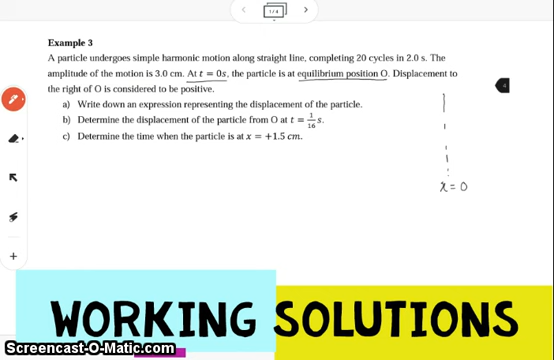 1 / 4
Example 3
A particle undergoes simple harmonic motion along straight line, completing 20 cycles in 2.0 s. The
amplitude of the motion is 3.0 cm. At t = 0s, the particle is at equilibrium position O. Displacement to
the right of O is considered to be positive.
a) Write down an expression representing the displacement of the particle.
b) Determine the displacement of the particle from O at t = 1/16 s.
c) Determine the time when the particle is at x = +1.5 cm.
4
x = 0
WORKING SOLUTIONS
Screencast-O-Matic.com